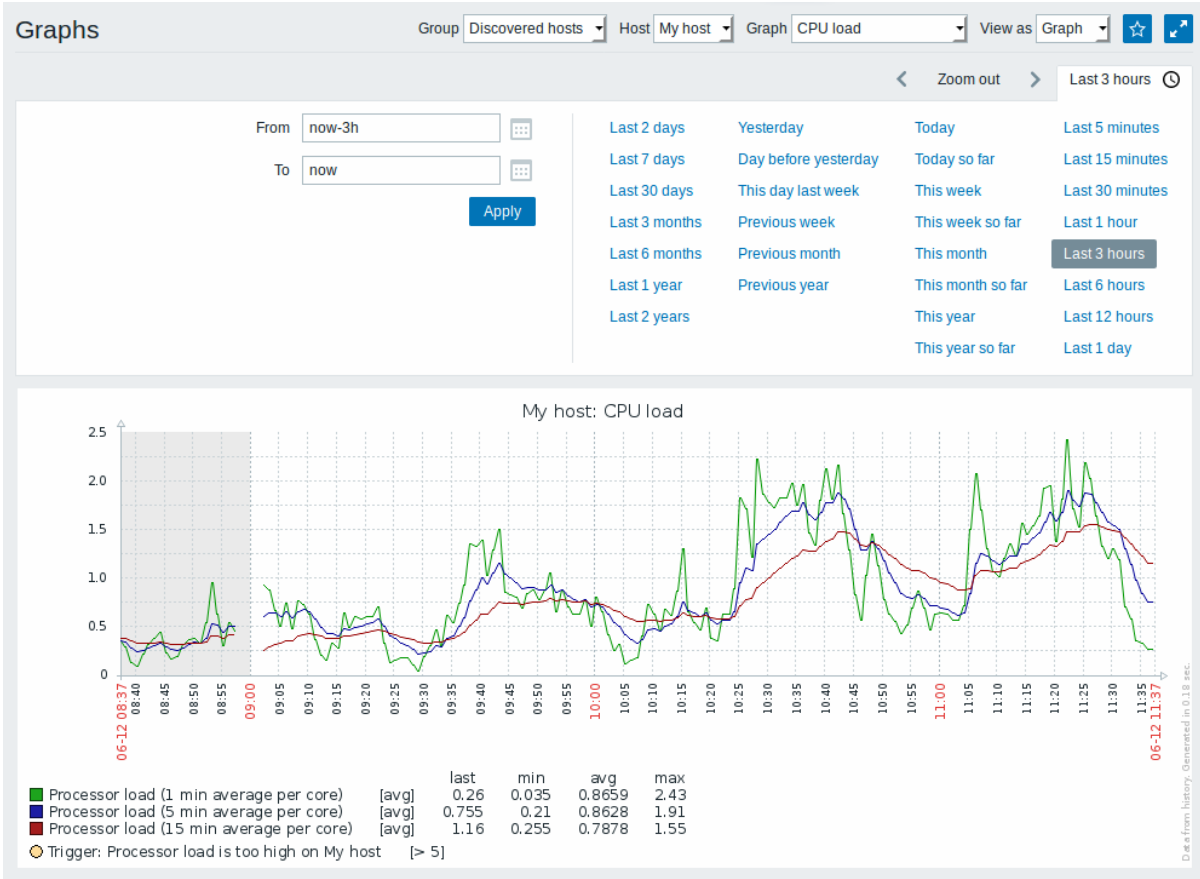 Graphs Group Discovered hosts Host My host Graph CPU load View as Graph
Zoom out Last 3 hours
From now-3h
To now
Apply
Last 2 days Yesterday Today Last 5 minutes
Last 7 days Day before yesterday Today so far Last 15 minutes
Last 30 days This day last week This week Last 30 minutes
Last 3 months Previous week This week so far Last 1 hour
Last 6 months Previous month This month Last 3 hours
Last 1 year Previous year This month so far Last 6 hours
Last 2 years This year Last 12 hours
This year so far Last 1 day
My host: CPU load
2.5
2.0
1.5
1.0
0.5
0
06-12 08:37 08:40 08:45 08:50 08:55 09:00 09:05 09:10 09:15 09:20 09:25 09:30 09:35 09:40 09:45 09:50 09:55 10:00 10:05 10:10 10:15 10:20 10:25 10:30 10:35 10:40 10:45 10:50 10:55 11:00 11:05 11:10 11:15 11:20 11:25 11:30 11:35 06-12 11:37
last min avg max
Processor load (1 min average per core) [avg] 0.26 0.035 0.8659 2.43
Processor load (5 min average per core) [avg] 0.755 0.21 0.8628 1.91
Processor load (15 min average per core) [avg] 1.16 0.255 0.7878 1.55
Trigger: Processor load is too high on My host [> 5]
Data from history. Generated in 0.18 sec.